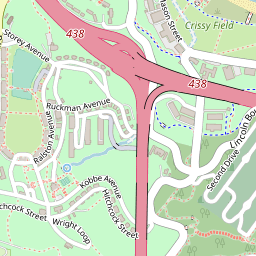 Storey Avenue
438
Mason Street
Crissy Field
438
Ruckman Avenue
Ralston Avenue
Lincoln Bo
Second Drive
Kobbe Avenue
Hitchcock Street
chcock Street
Wright Loop